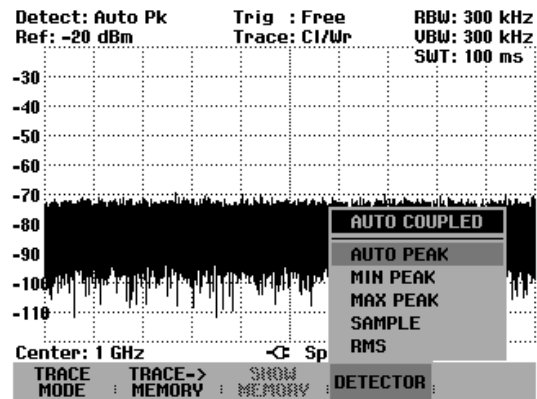 Detect: Auto Pk Trig : Free RBW: 300 kHz
Ref: -20 dBm Trace: Cl/Wr VBW: 300 kHz
SWT: 100 ms
-30
-40
-50
-60
-70
-80
-90
-100
-110
AUTO COUPLED
AUTO PEAK
MIN PEAK
MAX PEAK
SAMPLE
RMS
Center: 1 GHz Sp
TRACE MODE
TRACE-> MEMORY
SHOW MEMORY
DETECTOR